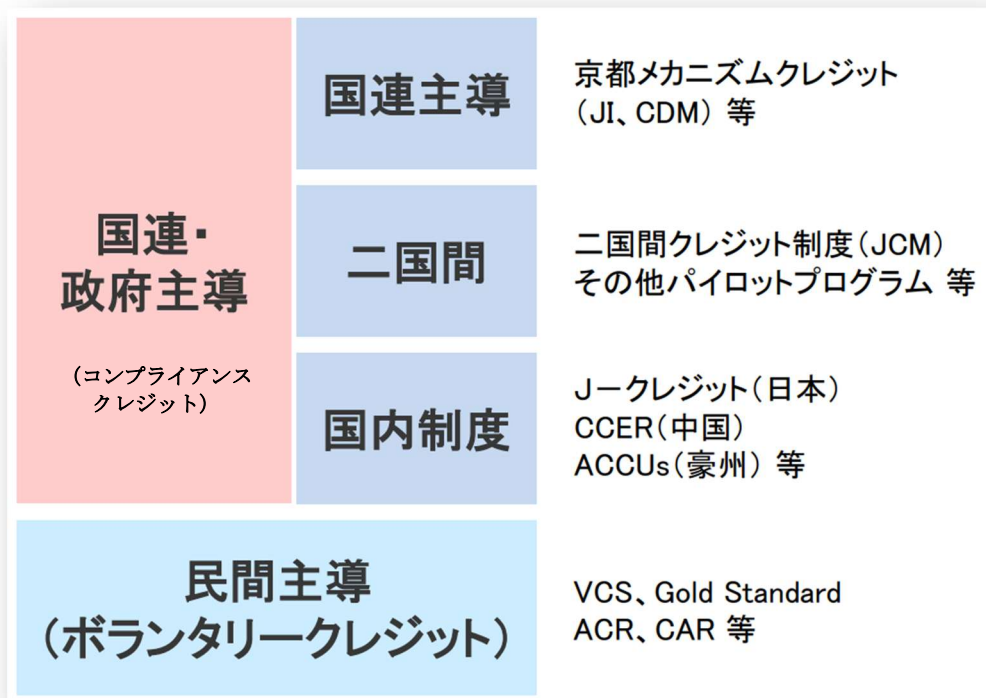 国連・
政府主導
(コンプライアンス
クレジット)
国連主導
京都メカニズムクレジット
(JI、CDM) 等
二国間
二国間クレジット制度(JCM)
その他パイロットプログラム 等
国内制度
Jークレジット(日本)
CCER(中国)
ACCUs(豪州) 等
民間主導
(ボランタリークレジット)
VCS、Gold Standard
ACR、CAR 等